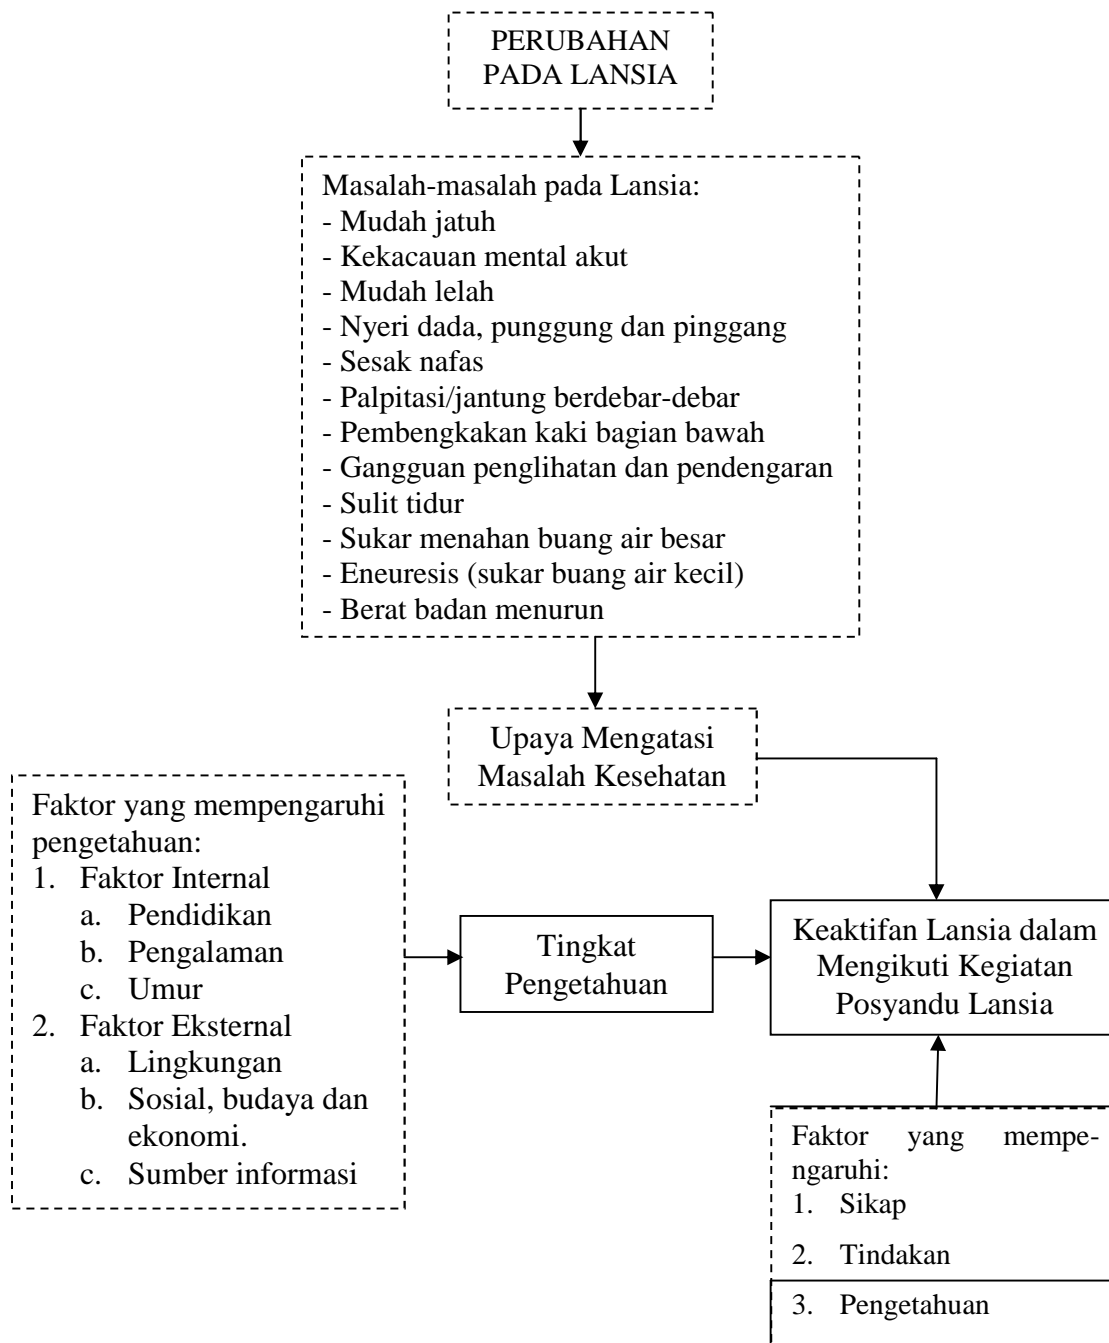 PERUBAHAN
PADA LANSIA
Masalah-masalah pada Lansia:
- Mudah jatuh
- Kekacauan mental akut
- Mudah lelah
- Nyeri dada, punggung dan pinggang
- Sesak nafas
- Palpitasi/jantung berdebar-debar
- Pembengkakan kaki bagian bawah
- Gangguan penglihatan dan pendengaran
- Sulit tidur
- Sukar menahan buang air besar
- Eneuresis (sukar buang air kecil)
- Berat badan menurun
Upaya Mengatasi
Masalah Kesehatan
Faktor yang mempengaruhi
pengetahuan:
1. Faktor Internal
a. Pendidikan
b. Pengalaman
c. Umur
2. Faktor Eksternal
a. Lingkungan
b. Sosial, budaya dan
ekonomi.
c. Sumber informasi
Tingkat
Pengetahuan
Keaktifan Lansia dalam
Mengikuti Kegiatan
Posyandu Lansia
Faktor yang mempe-
ngaruhi:
1. Sikap
2. Tindakan
3. Pengetahuan